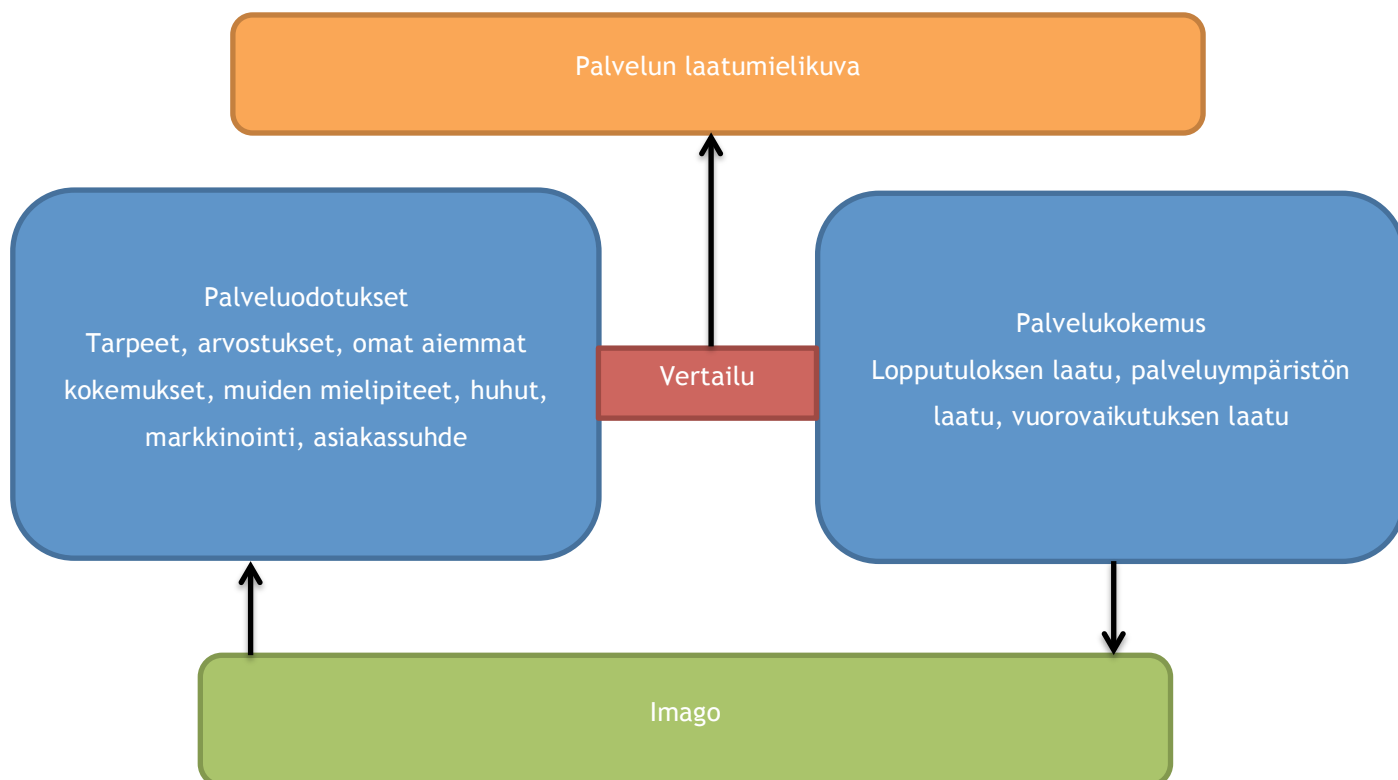 Palvelun laatumielikuva
Palveluodotukset
Tarpeet, arvostukset, omat aiemmat
kokemukset, muiden mielipiteet, huhut,
markkinointi, asiakassuhde
Vertailu
Palvelukokemus
Lopputuloksen laatu, palveluympäristön
laatu, vuorovaikutuksen laatu
Imago